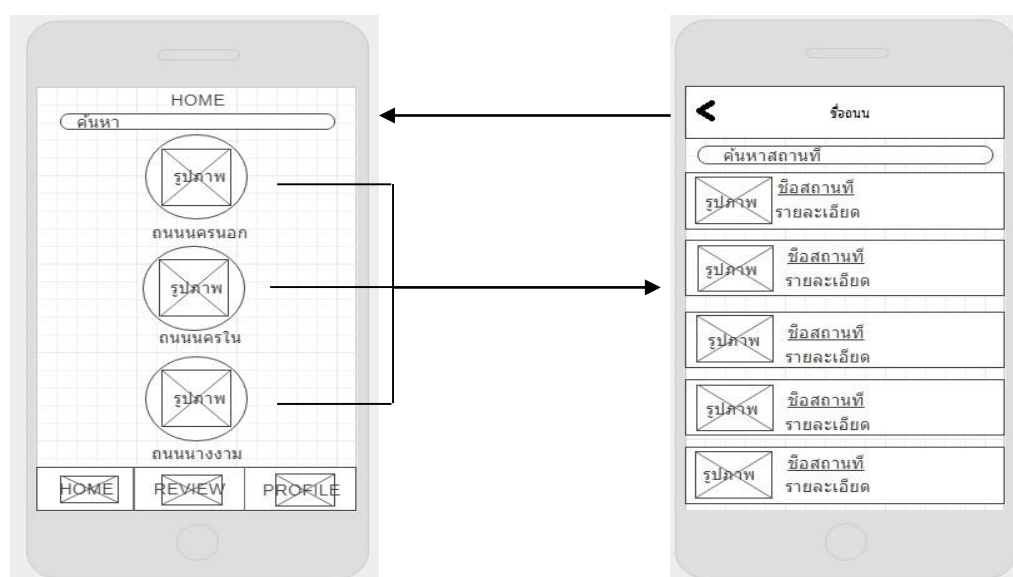 HOME
ค้นหา
รูปภาพ
ถนนนครนอก
รูปภาพ
ถนนนครใน
รูปภาพ
ถนนนางงาม
HOME REVIEW PROFILE
ชื่อถนน
ค้นหาสถานที่
รูปภาพ
ชื่อสถานที่
รายละเอียด
รูปภาพ
ชื่อสถานที่
รายละเอียด
รูปภาพ
ชื่อสถานที่
รายละเอียด
รูปภาพ
ชื่อสถานที่
รายละเอียด
รูปภาพ
ชื่อสถานที่
รายละเอียด